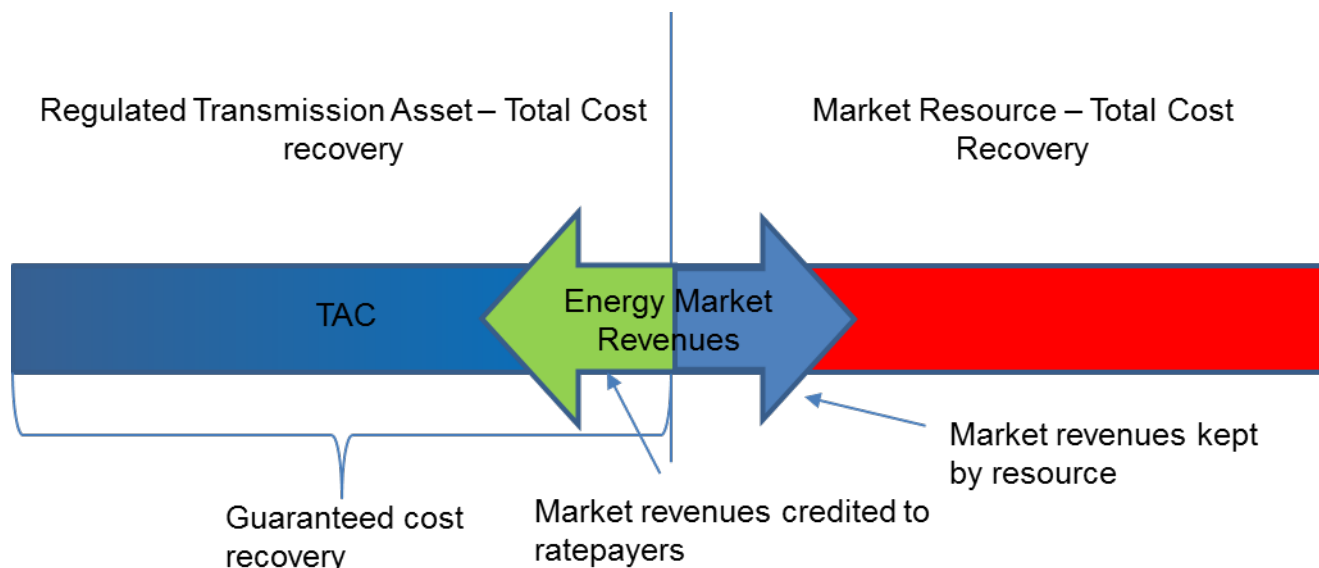 Regulated Transmission Asset – Total Cost
recovery
Market Resource – Total Cost
Recovery
TAC
Energy Market
Revenues
Market revenues kept
by resource
Guaranteed cost
recovery
Market revenues credited to
ratepayers